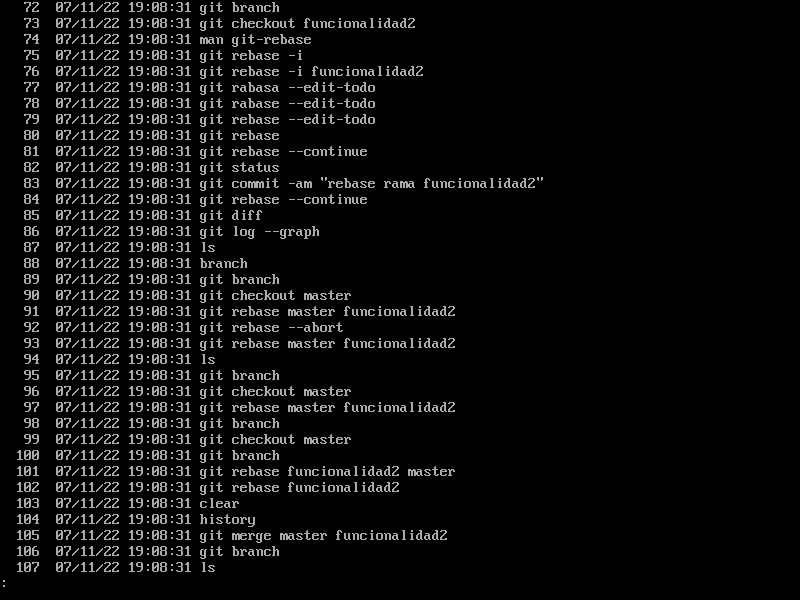 72 07/11/22 19:08:31 git branch
73 07/11/22 19:08:31 git checkout funcionalidad2
74 07/11/22 19:08:31 man git-rebase
75 07/11/22 19:08:31 git rebase -i
76 07/11/22 19:08:31 git rebase -i funcionalidad2
77 07/11/22 19:08:31 git rabasa --edit-todo
78 07/11/22 19:08:31 git rabase --edit-todo
79 07/11/22 19:08:31 git rebase --edit-todo
80 07/11/22 19:08:31 git rebase
81 07/11/22 19:08:31 git rebase --continue
82 07/11/22 19:08:31 git status
83 07/11/22 19:08:31 git commit -am "rebase rama funcionalidad2"
84 07/11/22 19:08:31 git rebase --continue
85 07/11/22 19:08:31 git diff
86 07/11/22 19:08:31 git log --graph
87 07/11/22 19:08:31 ls
88 07/11/22 19:08:31 branch
89 07/11/22 19:08:31 git branch
90 07/11/22 19:08:31 git checkout master
91 07/11/22 19:08:31 git rebase master funcionalidad2
92 07/11/22 19:08:31 git rebase --abort
93 07/11/22 19:08:31 git rebase master funcionalidad2
94 07/11/22 19:08:31 ls
95 07/11/22 19:08:31 git branch
96 07/11/22 19:08:31 git checkout master
97 07/11/22 19:08:31 git rebase master funcionalidad2
98 07/11/22 19:08:31 git branch
99 07/11/22 19:08:31 git checkout master
100 07/11/22 19:08:31 git branch
101 07/11/22 19:08:31 git rebase funcionalidad2 master
102 07/11/22 19:08:31 git rebase funcionalidad2
103 07/11/22 19:08:31 clear
104 07/11/22 19:08:31 history
105 07/11/22 19:08:31 git merge master funcionalidad2
106 07/11/22 19:08:31 git branch
107 07/11/22 19:08:31 ls
: